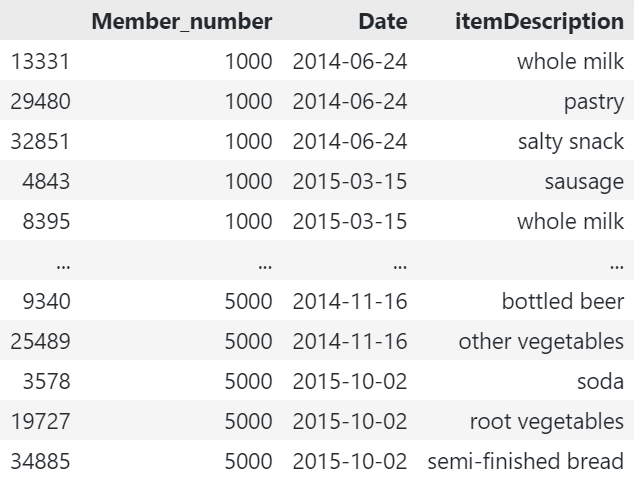 Member_number Date itemDescription
13331 1000 2014-06-24 whole milk
29480 1000 2014-06-24 pastry
32851 1000 2014-06-24 salty snack
4843 1000 2015-03-15 sausage
8395 1000 2015-03-15 whole milk
... ... ... ...
9340 5000 2014-11-16 bottled beer
25489 5000 2014-11-16 other vegetables
3578 5000 2015-10-02 soda
19727 5000 2015-10-02 root vegetables
34885 5000 2015-10-02 semi-finished bread